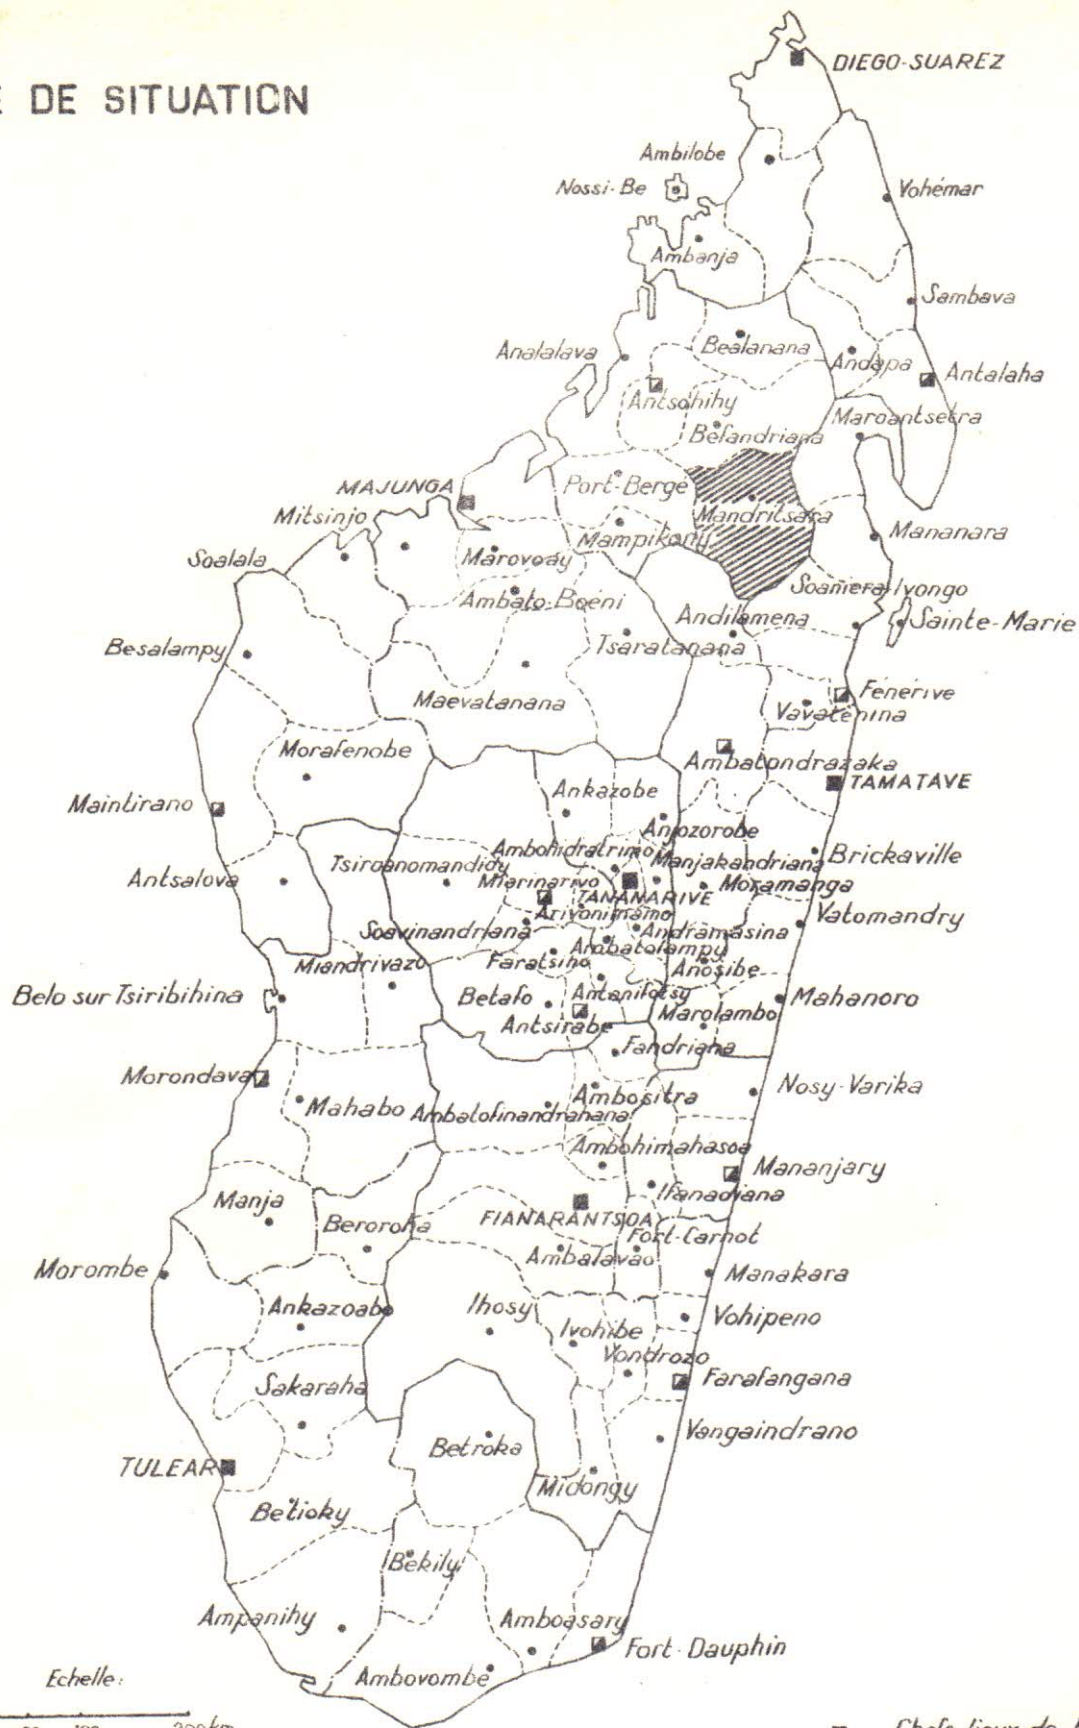 DE SITUATION
DIEGO-SUAREZ
Ambilobe
Nossi-Be
Vohémar
Ambanja
Sambava
Analalava
Bealanana
Andapa
Antalaha
Antsohihy
Maroantsetra
Befandriana
MAJUNGA
Port-Bergé
Mitsinjo
Mandritsara
Mananara
Mampikony
Soalala
Marovoay
Ambato-Boéni
Soaniera-Ivongo
Andilamena
Sainte-Marie
Besalampy
Tsaratanana
Maevatanana
Fénérive
Vavatenina
Morafenobe
Ambatondrazaka
TAMATAVE
Ankazobe
Maintirano
Anjozorobe
Ambohidratrimo
Manjakandriana
Brickaville
Tsiroanomandidy
Antsalova
Miarinarivo
Moramanga
TANANARIVE
Arivonimamo
Vatomandry
Soavinandriana
Andramasina
Ambatolampy
Miandrivazo
Faratsiho
Anosibe
Belo sur Tsiribihina
Betafo
Antanifotsy
Mahanoro
Marolambo
Antsirabe
Fandriana
Morondava
Nosy-Varika
Mahabo
Ambositra
Ambatofinandrahana
Ambohimahasoa
Mananjary
Ifanadiana
Manja
FIANARANTSOA
Beroroha
Fort-Carnot
Ambalavao
Morombe
Manakara
Ankazoabo
Ihosy
Vohipeno
Ivohibe
Vondrozo
Sakaraha
Farafangana
Vangaindrano
Betroka
TULEAR
Midongy
Betioky
Bekily
Ampanihy
Amboasary
Fort-Dauphin
Ambovombe
Echelle:
200km